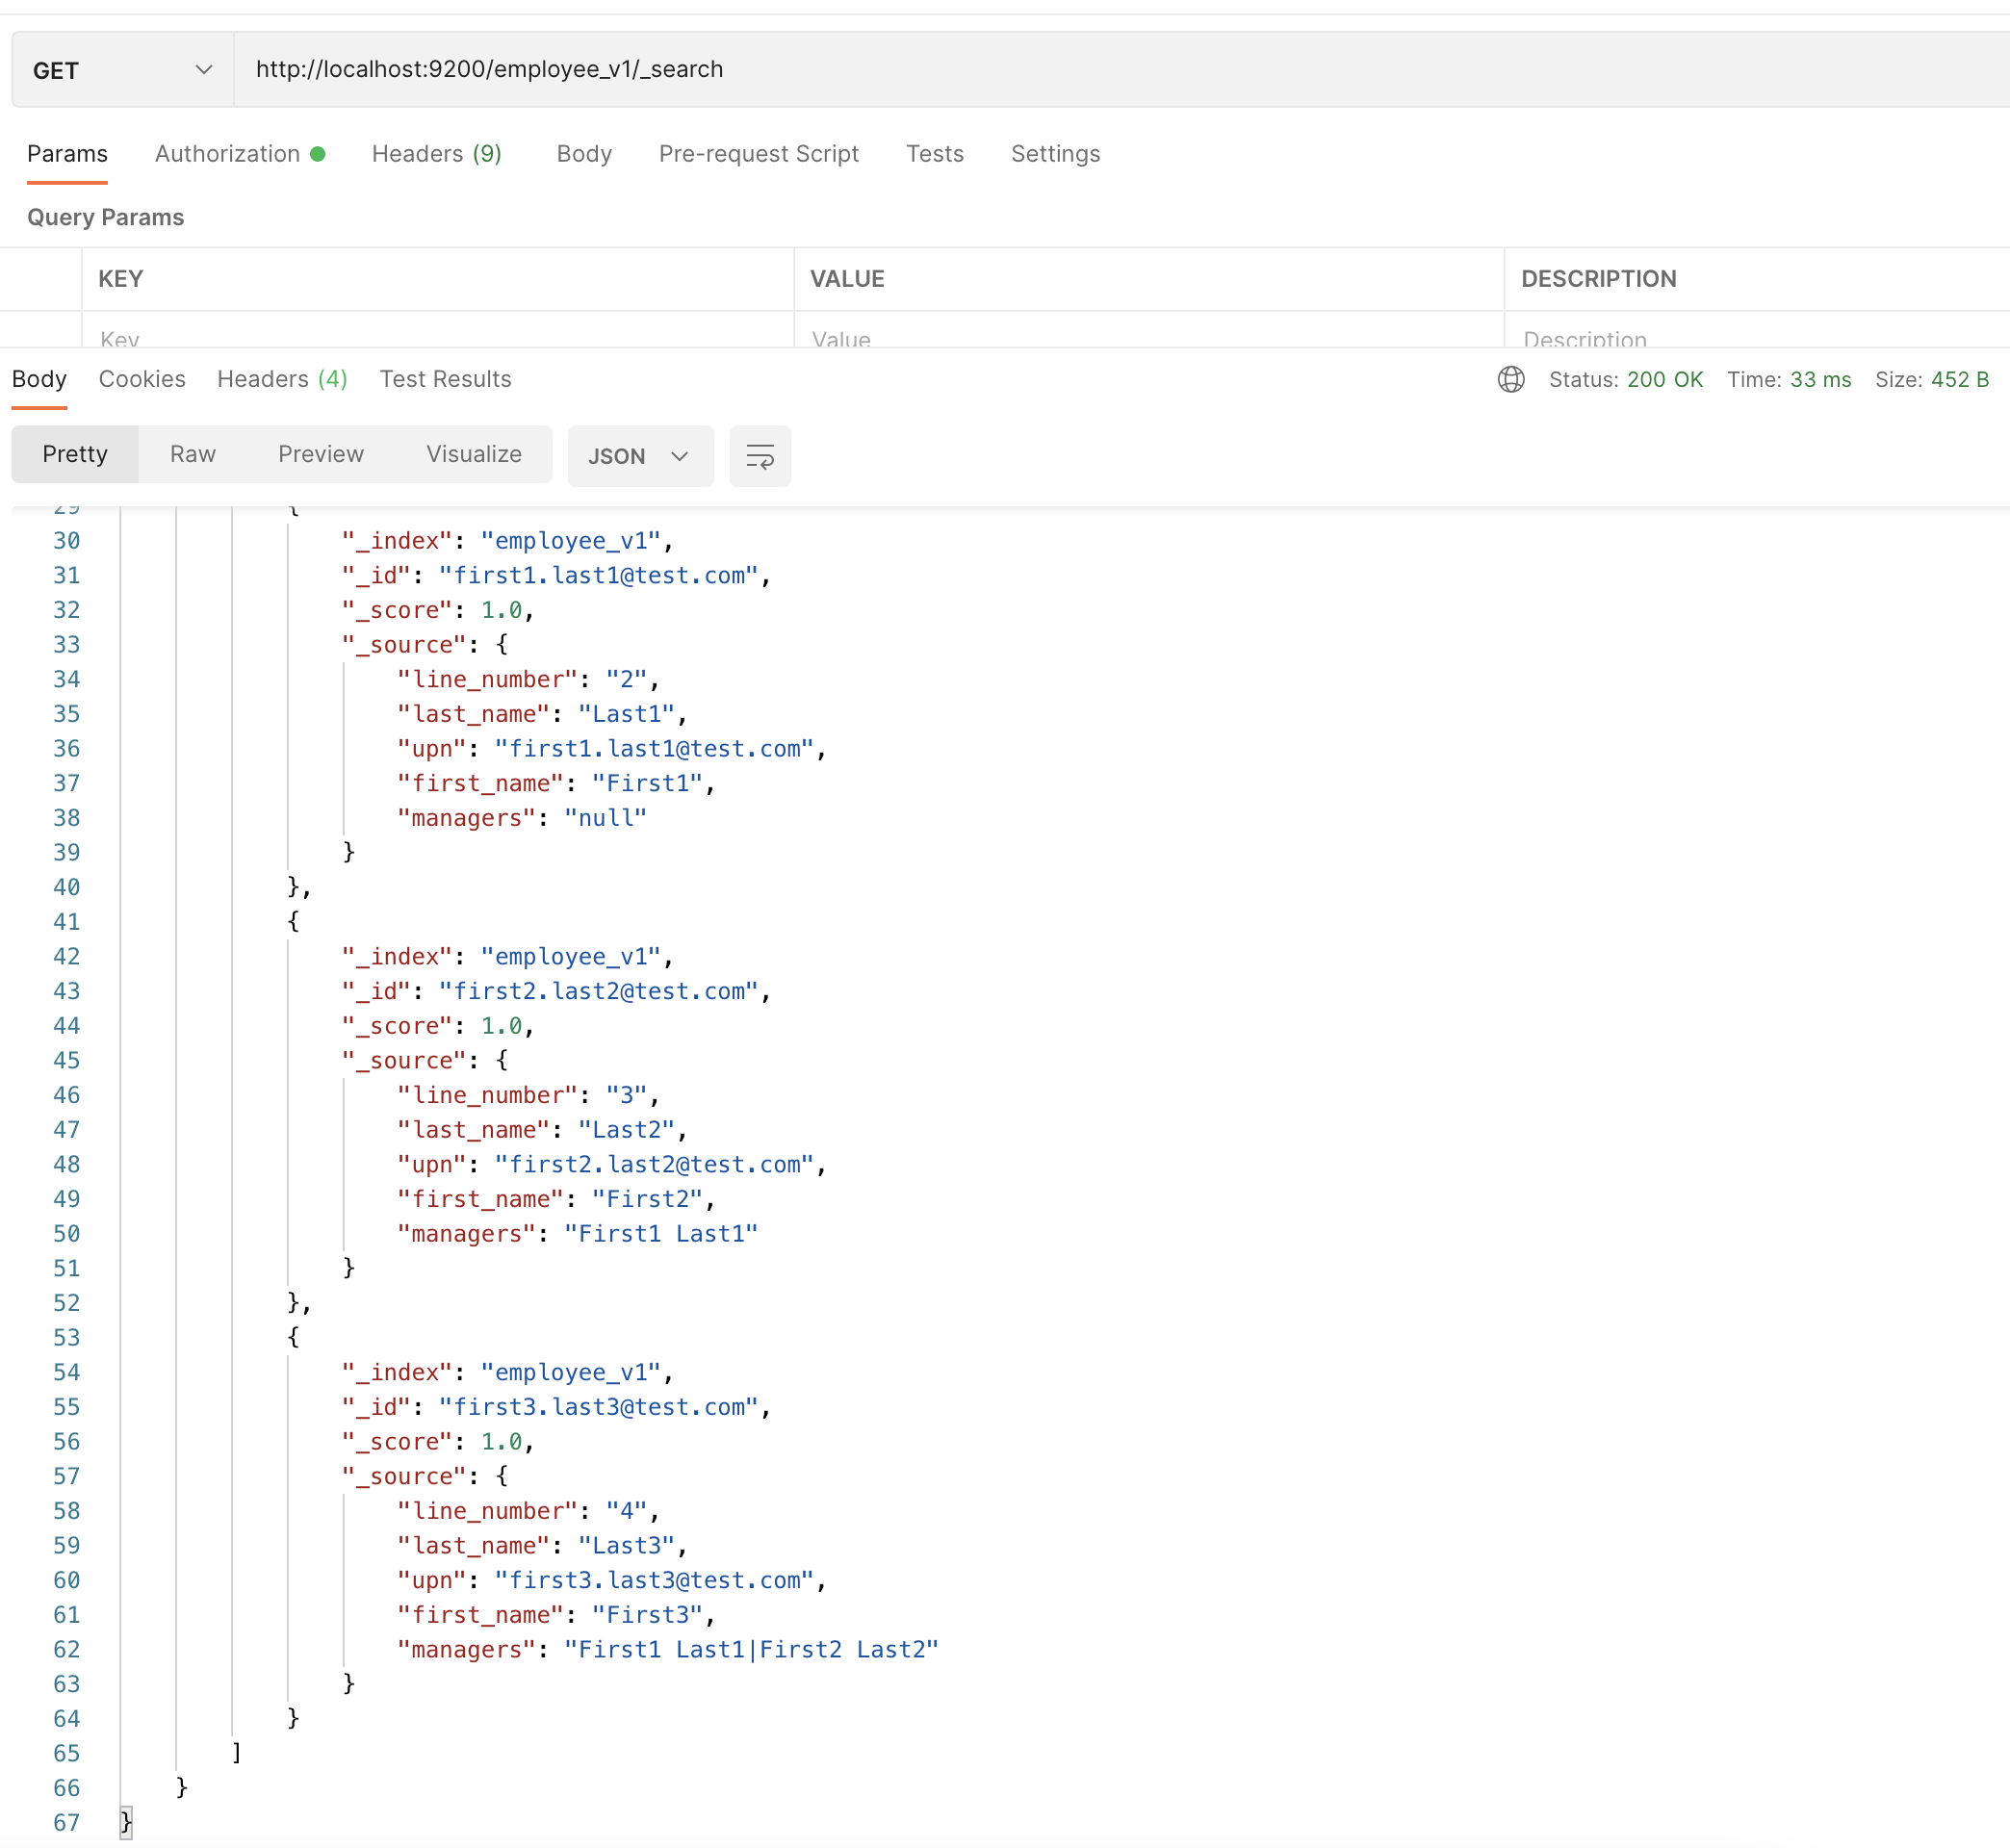 GET http://localhost:9200/employee_v1/_search
Params Authorization Headers (9) Body Pre-request Script Tests Settings
Query Params
KEY VALUE DESCRIPTION
Key Value Description
Body Cookies Headers (4) Test Results Status: 200 OK Time: 33 ms Size: 452 B
Pretty Raw Preview Visualize JSON
29 {
30 "_index": "employee_v1",
31 "_id": "first1.last1@test.com",
32 "_score": 1.0,
33 "_source": {
34 "line_number": "2",
35 "last_name": "Last1",
36 "upn": "first1.last1@test.com",
37 "first_name": "First1",
38 "managers": "null"
39 }
40 },
41 {
42 "_index": "employee_v1",
43 "_id": "first2.last2@test.com",
44 "_score": 1.0,
45 "_source": {
46 "line_number": "3",
47 "last_name": "Last2",
48 "upn": "first2.last2@test.com",
49 "first_name": "First2",
50 "managers": "First1 Last1"
51 }
52 },
53 {
54 "_index": "employee_v1",
55 "_id": "first3.last3@test.com",
56 "_score": 1.0,
57 "_source": {
58 "line_number": "4",
59 "last_name": "Last3",
60 "upn": "first3.last3@test.com",
61 "first_name": "First3",
62 "managers": "First1 Last1|First2 Last2"
63 }
64 }
65 ]
66 }
67 }